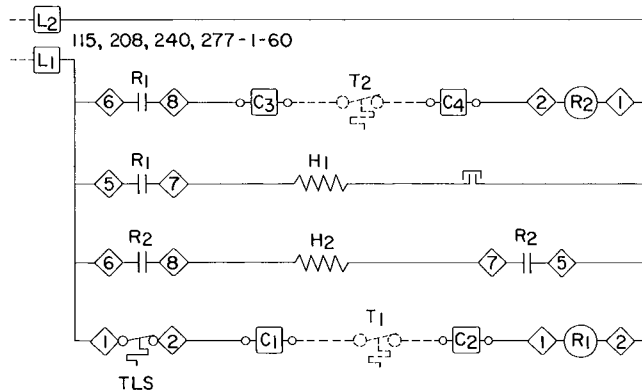 L2
115, 208, 240, 277-1-60
L1
R1 T2
6 8 C3 C4 2 R2 1
R1 H1
5 7
R2 H2 R2
6 8 7 5
T1
1 2 C1 C2 1 R1 2
TLS